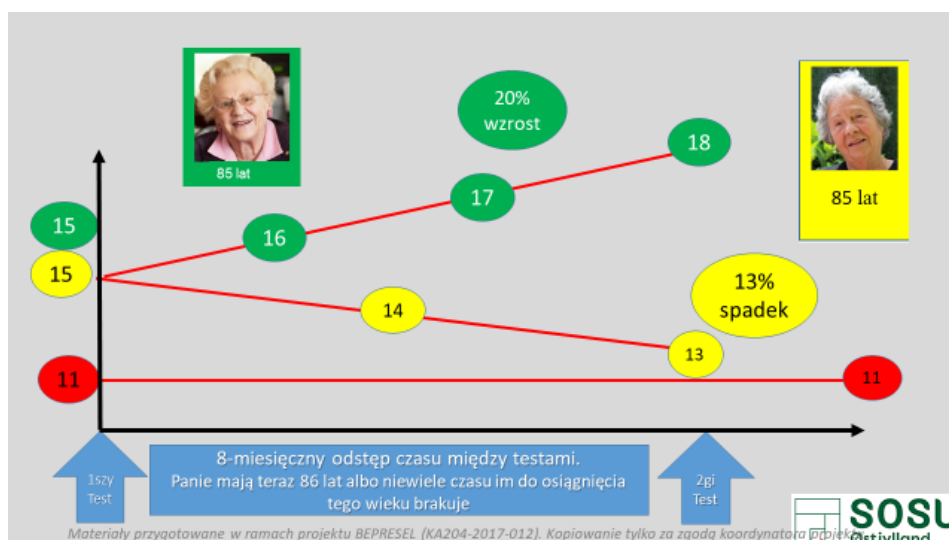 85 lat
20%
wzrost
18
17
16
15
15
14
13% 
spadek
13
85 lat
11
11
1szy
Test
8-miesięczny odstęp czasu między testami.
Panie mają teraz 86 lat albo niewiele czasu im do osiągnięcia
tego wieku brakuje
2gi
Test
SOSU
Østjylland
Materiały przygotowane w ramach projektu BEPRESEL (KA204-2017-012). Kopiowanie tylko za zgodą koordynatora projektu